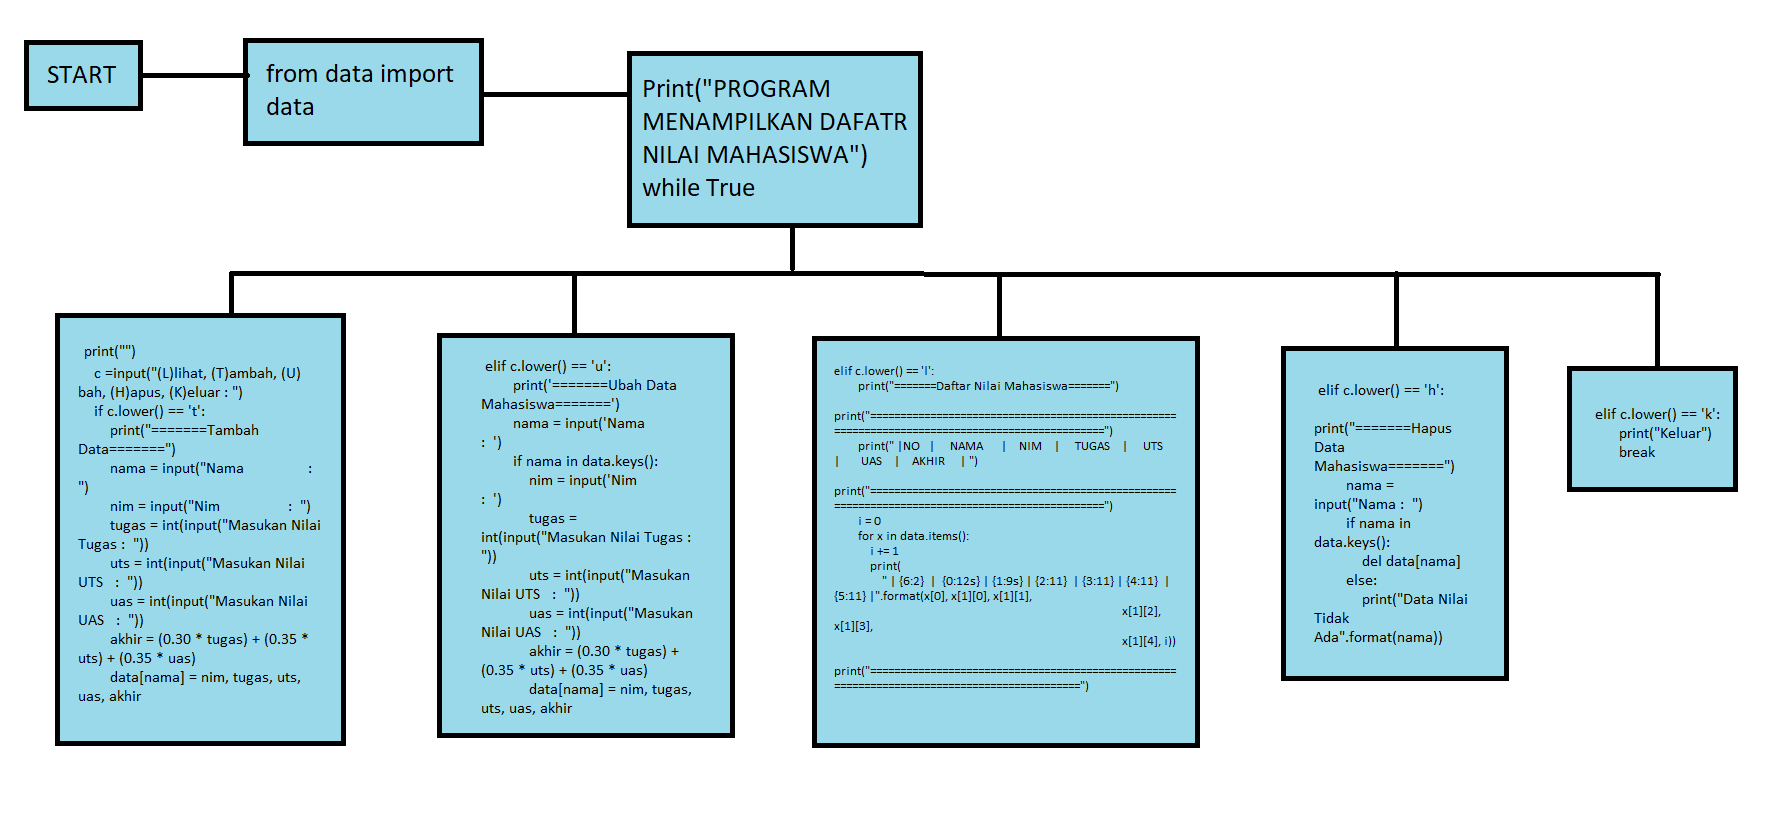 START
from data import
data
Print("PROGRAM
MENAMPILKAN DAFATR
NILAI MAHASISWA")
while True
print("")
c =input("(L)lihat, (T)ambah, (U)
bah, (H)apus, (K)eluar : ")
if c.lower() == 't':
print("=======Tambah
Data=======")
nama = input("Nama                :
")
nim = input("Nim                 :  ")
tugas = int(input("Masukan Nilai
Tugas :  "))
uts = int(input("Masukan Nilai
UTS   :  "))
uas = int(input("Masukan Nilai
UAS   :  "))
akhir = (0.30 * tugas) + (0.35 *
uts) + (0.35 * uas)
data[nama] = nim, tugas, uts,
uas, akhir
elif c.lower() == 'u':
print('=======Ubah Data
Mahasiswa=======')
nama = input('Nama
:  ')
if nama in data.keys():
nim = input('Nim
:  ')
tugas =
int(input("Masukan Nilai Tugas :
"))
uts = int(input("Masukan
Nilai UTS   :  "))
uas = int(input("Masukan
Nilai UAS   :  "))
akhir = (0.30 * tugas) +
(0.35 * uts) + (0.35 * uas)
data[nama] = nim, tugas,
uts, uas, akhir
elif c.lower() == 'l':
print("=======Daftar Nilai Mahasiswa=======")
print("===================================================
=============================================")
print(" |NO   |    NAMA     |    NIM    |    TUGAS    |    UTS
|      UAS    |    AKHIR    | ")
print("===================================================
=============================================")
i = 0
for x in data.items():
i += 1
print(
" | {6:2}  |  {0:12s} | {1:9s} | {2:11}  | {3:11} | {4:11}  |
{5:11} |".format(x[0], x[1][0], x[1][1],
x[1][2],
x[1][3],
x[1][4], i))
print("===================================================
=========================================")
elif c.lower() == 'h':
print("=======Hapus
Data
Mahasiswa=======")
nama =
input("Nama :  ")
if nama in
data.keys():
del data[nama]
else:
print("Data Nilai
Tidak
Ada".format(nama))
elif c.lower() == 'k':
print("Keluar")
break